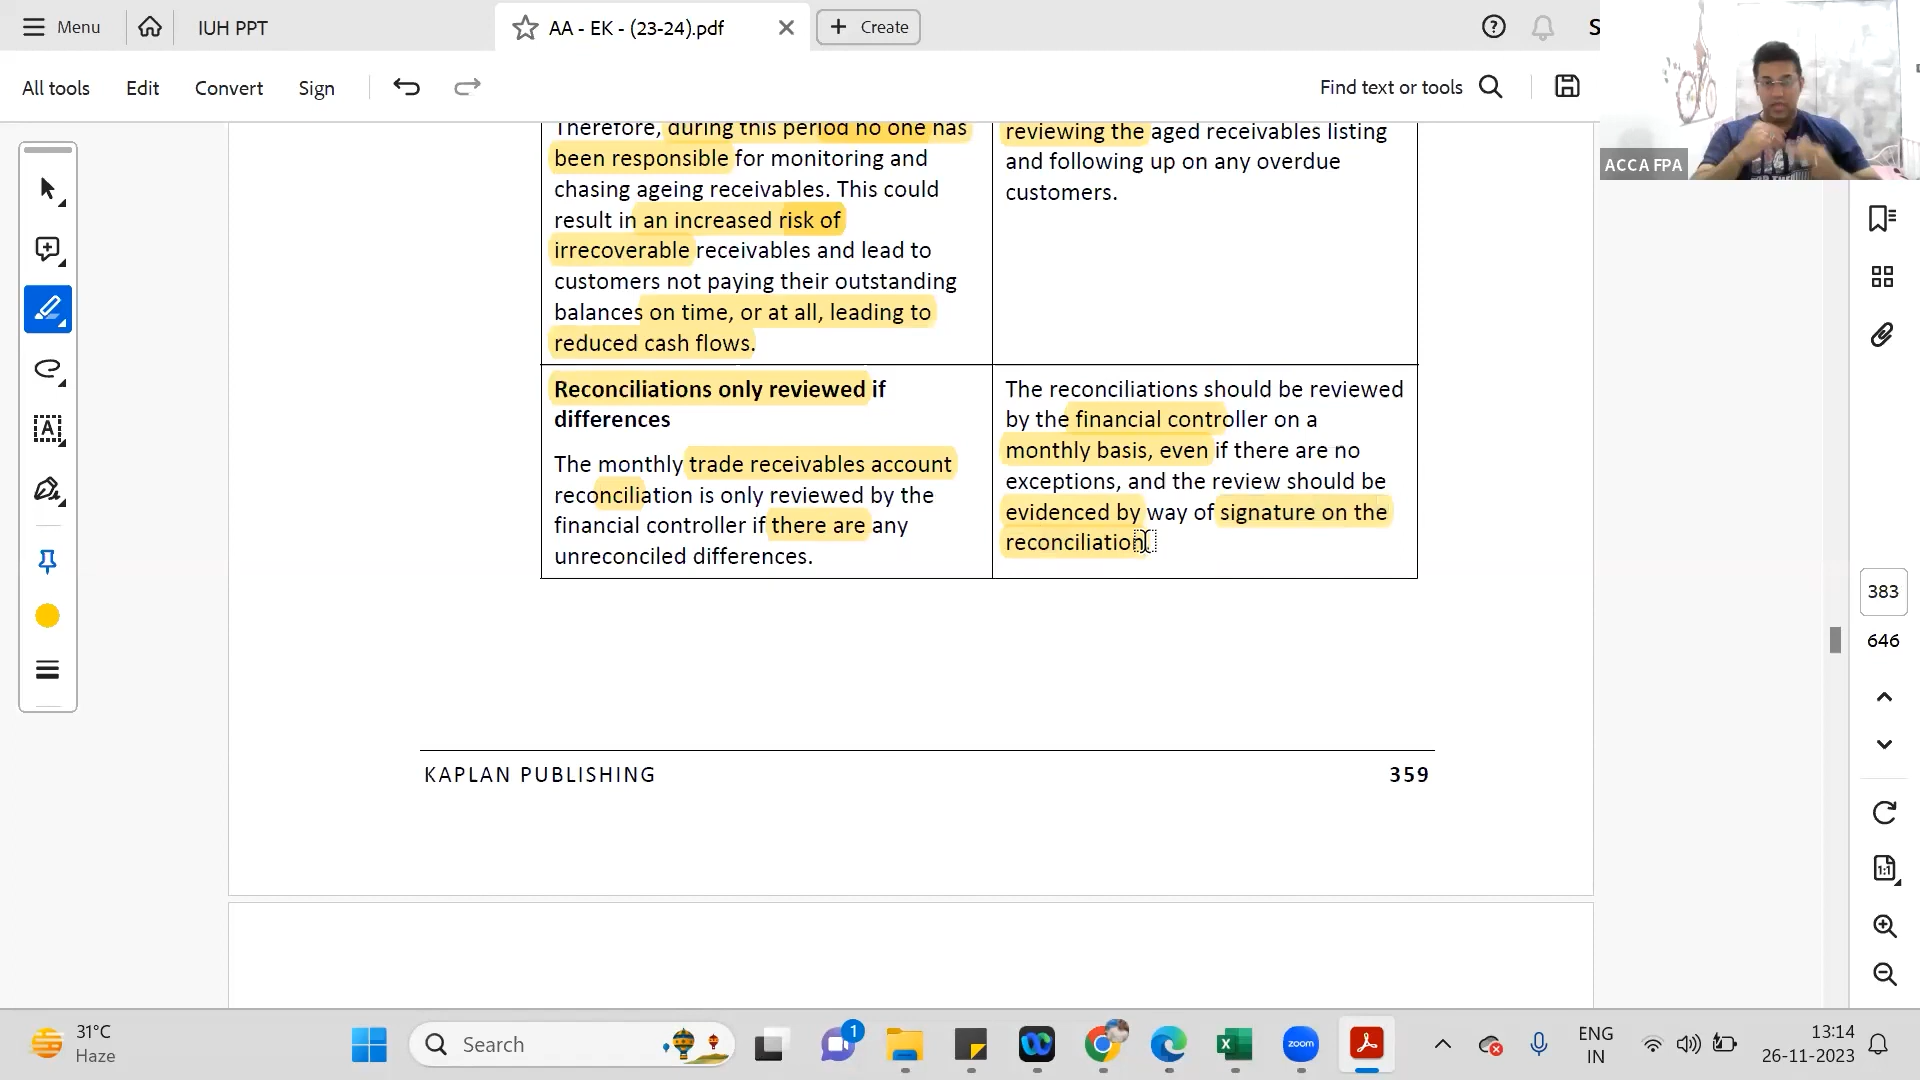 Menu
IUH PPT
AA - EK - (23-24).pdf
Create
S
All tools
Edit
Convert
Sign
Find text or tools
ACCA FPA
Therefore, during this period no one has
been responsible for monitoring and
chasing ageing receivables. This could
result in an increased risk of
irrecoverable receivables and lead to
customers not paying their outstanding
balances on time, or at all, leading to
reduced cash flows.
reviewing the aged receivables listing
and following up on any overdue
customers.
Reconciliations only reviewed if
differences
The monthly trade receivables account
reconciliation is only reviewed by the
financial controller if there are any
unreconciled differences.
The reconciliations should be reviewed
by the financial controller on a
monthly basis, even if there are no
exceptions, and the review should be
evidenced by way of signature on the
reconciliation.
KAPLAN PUBLISHING
359
383
646
1:1
31°C
Haze
Search
1
zoom
ENG
IN
13:14
26-11-2023